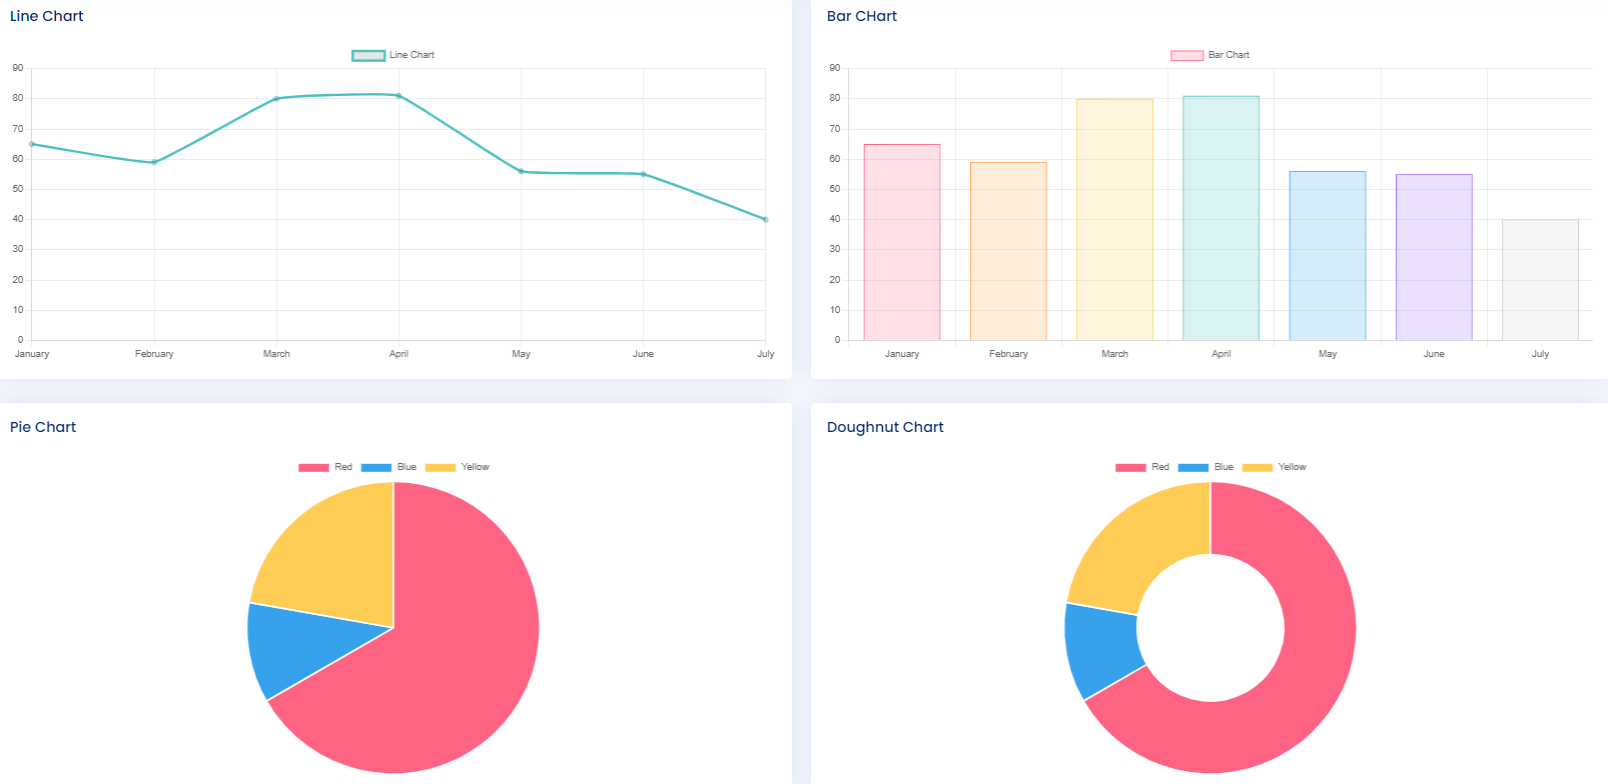 Line Chart
Line Chart
90
80
70
60
50
40
30
20
10
0
January February March April May June July
Bar CHart
Bar Chart
90
80
70
60
50
40
30
20
10
0
January February March April May June July
Pie Chart
Red Blue Yellow
Doughnut Chart
Red Blue Yellow